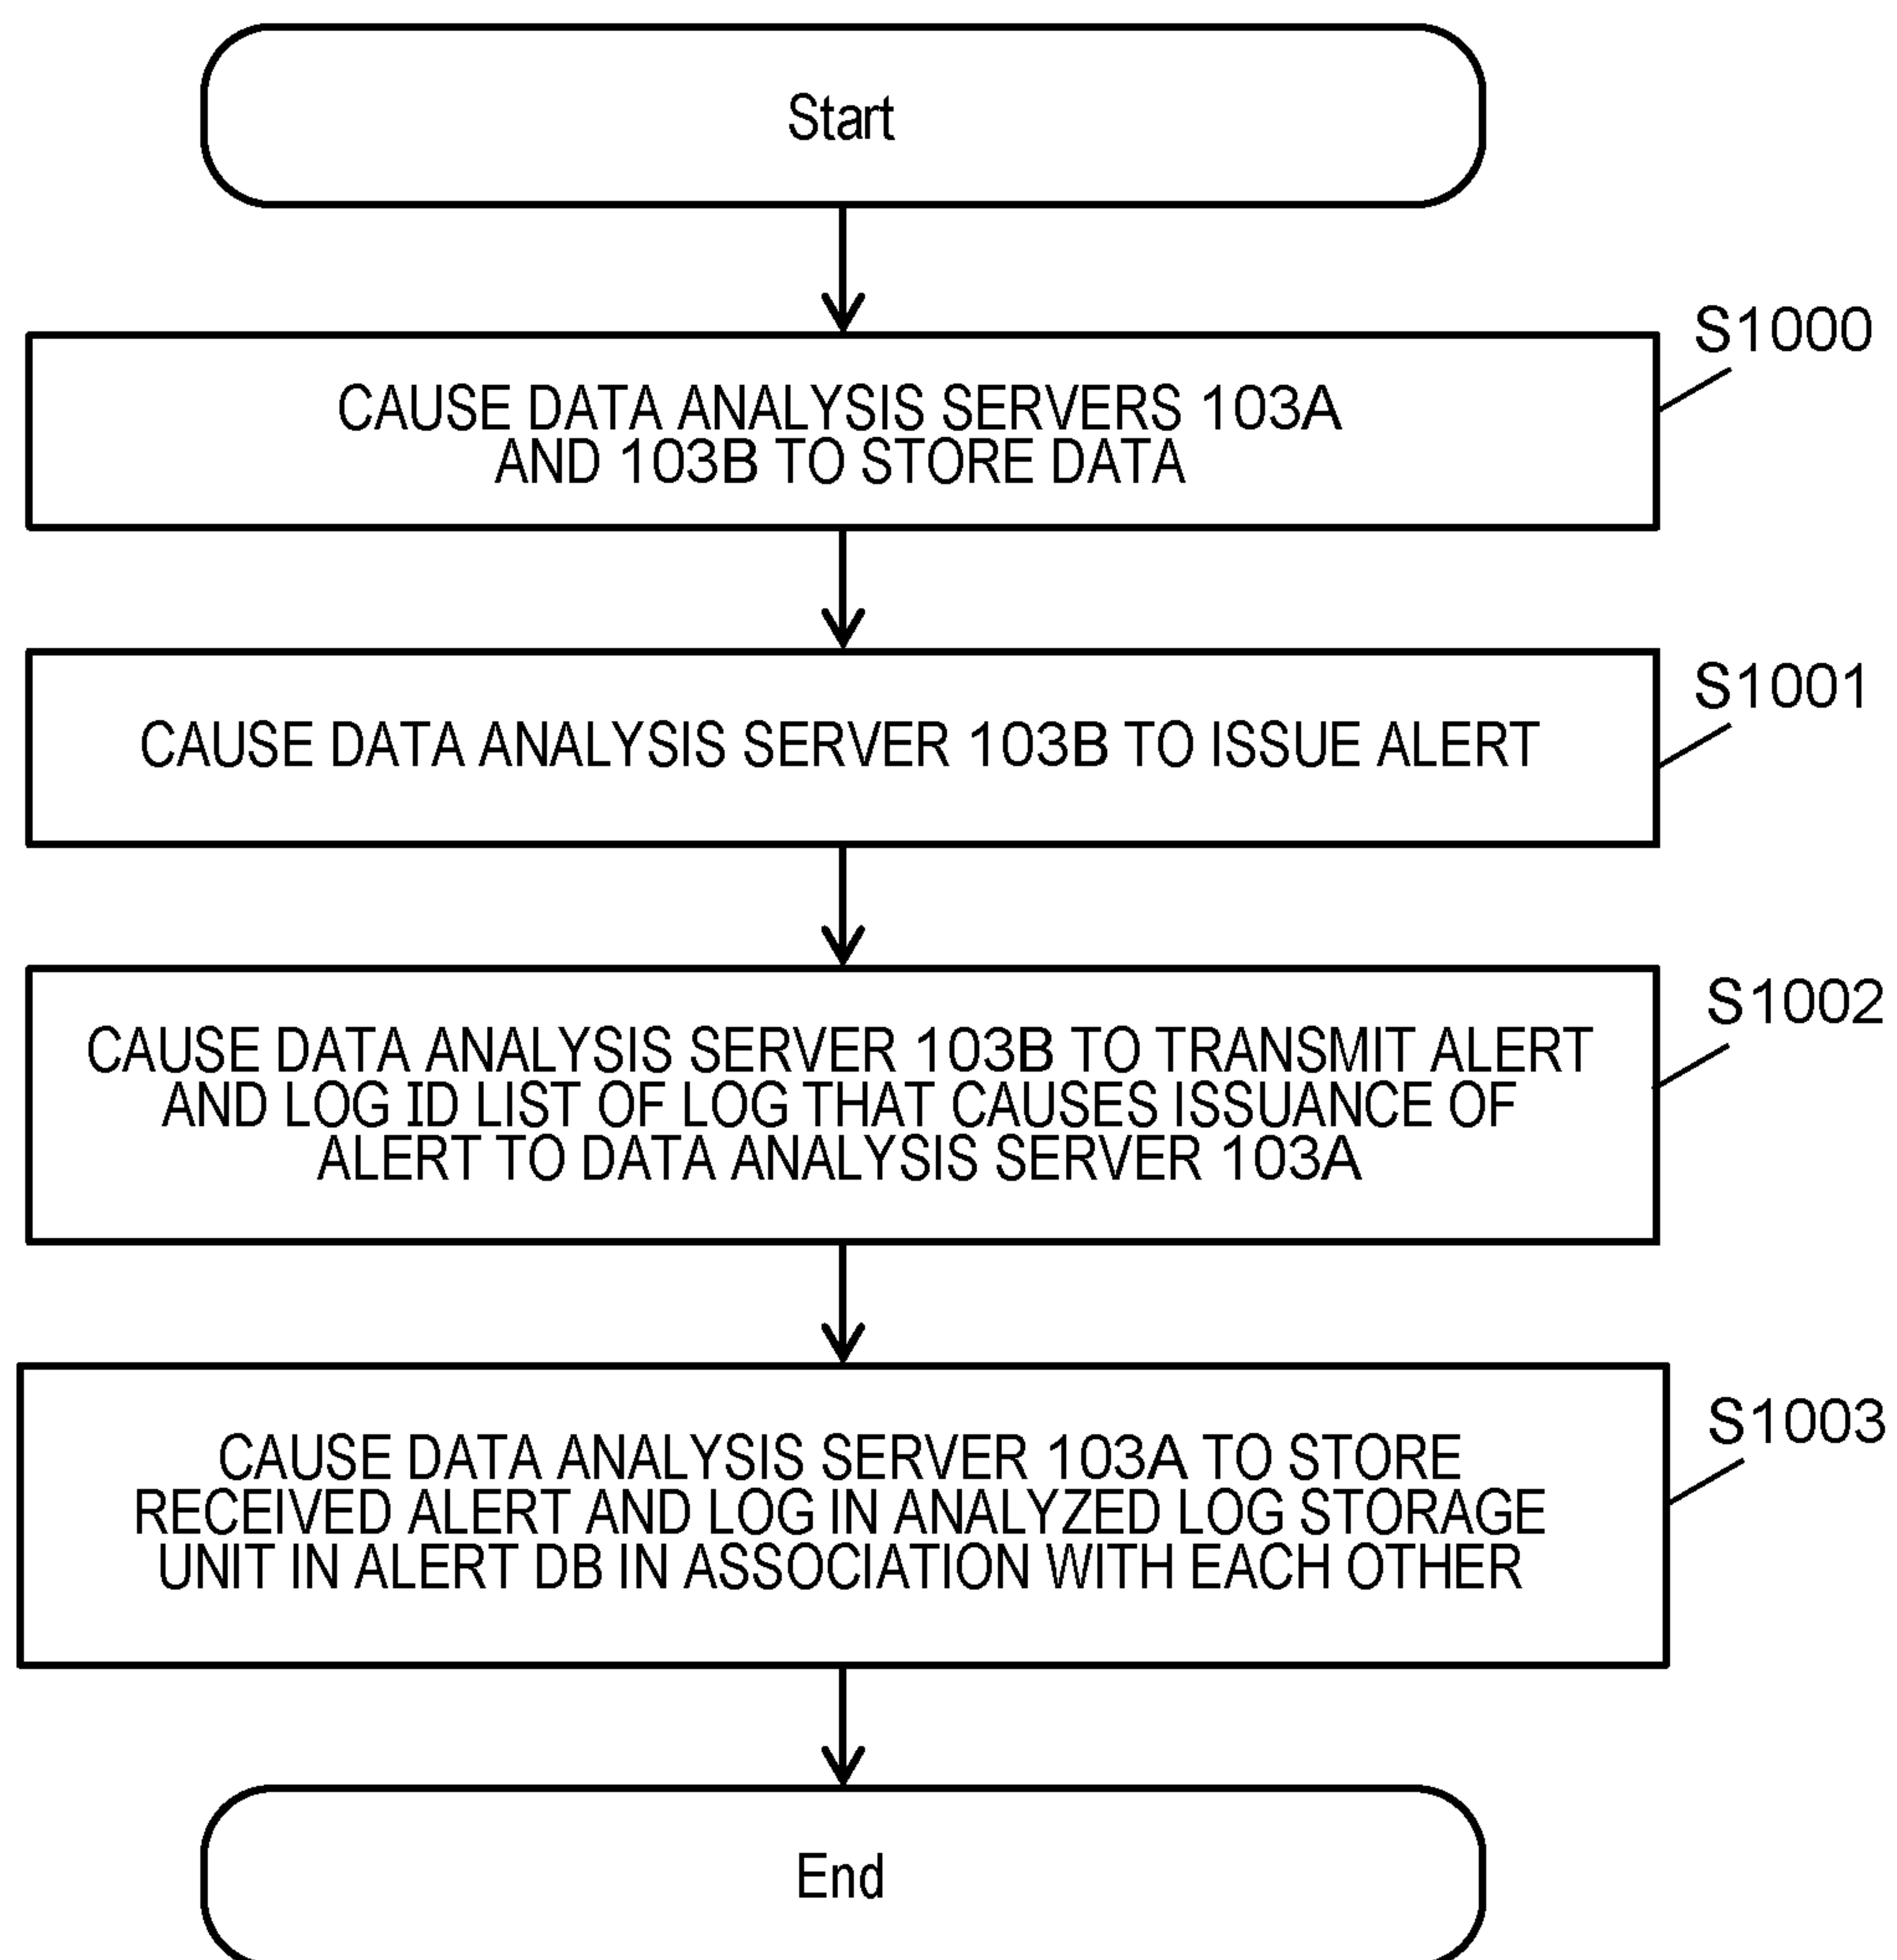 Start
S1000
CAUSE DATA ANALYSIS SERVERS 103A
AND 103B TO STORE DATA
S1001
CAUSE DATA ANALYSIS SERVER 103B TO ISSUE ALERT
S1002
CAUSE DATA ANALYSIS SERVER 103B TO TRANSMIT ALERT
AND LOG ID LIST OF LOG THAT CAUSES ISSUANCE OF
ALERT TO DATA ANALYSIS SERVER 103A
S1003
CAUSE DATA ANALYSIS SERVER 103A TO STORE
RECEIVED ALERT AND LOG IN ANALYZED LOG STORAGE
UNIT IN ALERT DB IN ASSOCIATION WITH EACH OTHER
End